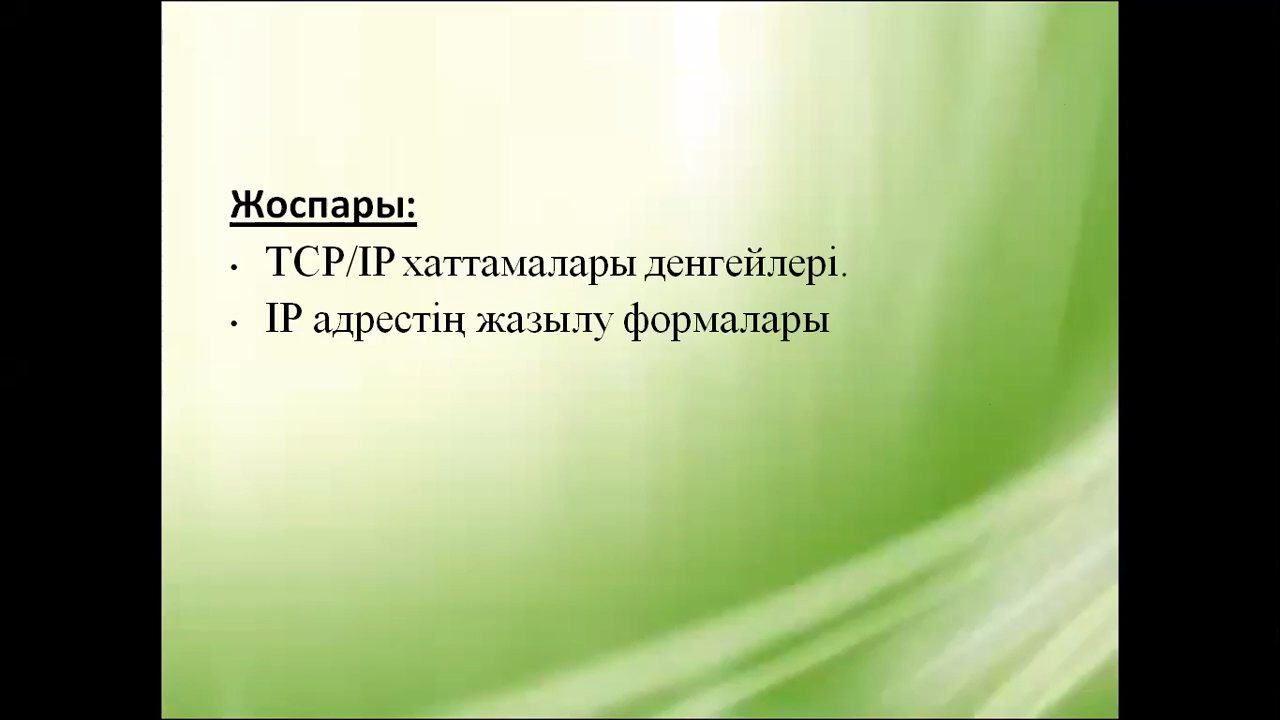 Жоспары:
• TCP/IP хаттамалары денгейлері.
• IP адрестің жазылу формалары